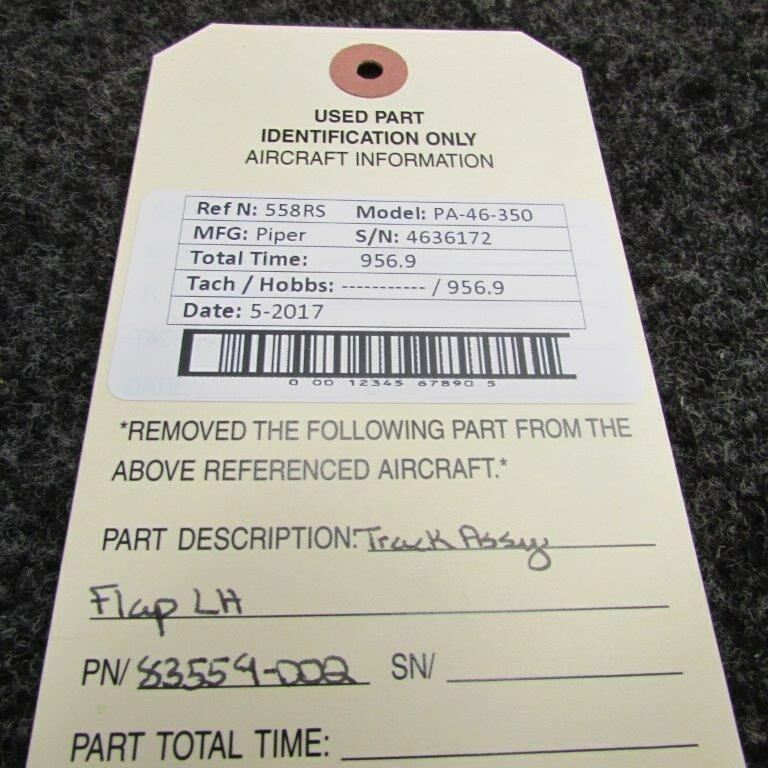 USED PART
IDENTIFICATION ONLY
AIRCRAFT INFORMATION
Ref N: 558RS Model: PA-46-350
MFG: Piper S/N: 4636172
Total Time: 956.9
Tach / Hobbs: ----------- / 956.9
Date: 5-2017
0 00 12345 67890 5
*REMOVED THE FOLLOWING PART FROM THE
ABOVE REFERENCED AIRCRAFT.*
PART DESCRIPTION: Track Assy
Flap LH
PN/ 83559-002 SN/
PART TOTAL TIME: